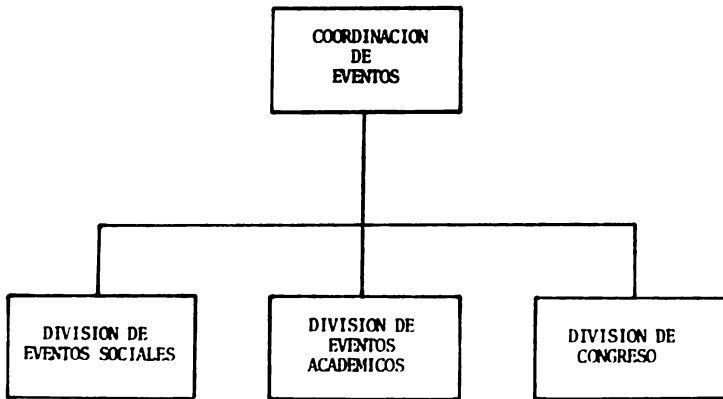 COORDINACION
DE
EVENTOS
DIVISION DE
EVENTOS SOCIALES
DIVISION DE
EVENTOS
ACADEMICOS
DIVISION DE
CONGRESO